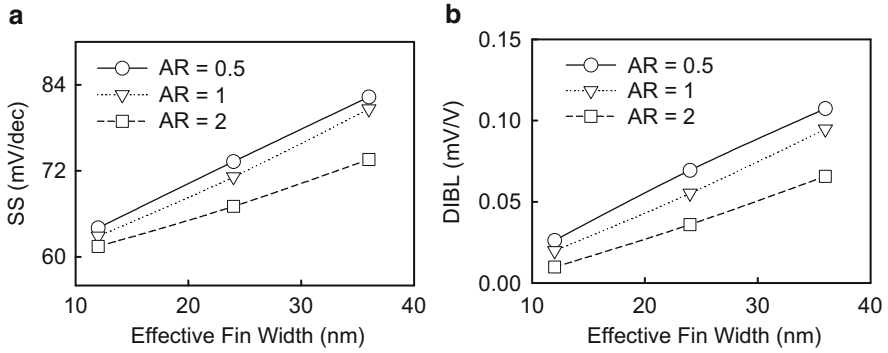 a
SS (mV/dec)
84
72
60
AR = 0.5
AR = 1
AR = 2
10 20 30 40
Effective Fin Width (nm)
b
DIBL (mV/V)
0.15
0.10
0.05
0.00
AR = 0.5
AR = 1
AR = 2
10 20 30 40
Effective Fin Width (nm)